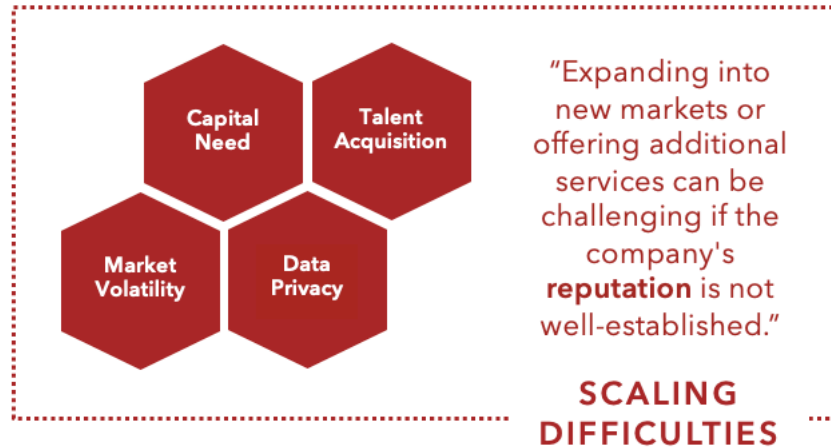 Capital
Need
Talent
Acquisition
Market
Volatility
Data
Privacy
“Expanding into
new markets or
offering additional
services can be
challenging if the
company's
reputation is not
well-established.”
SCALING
DIFFICULTIES